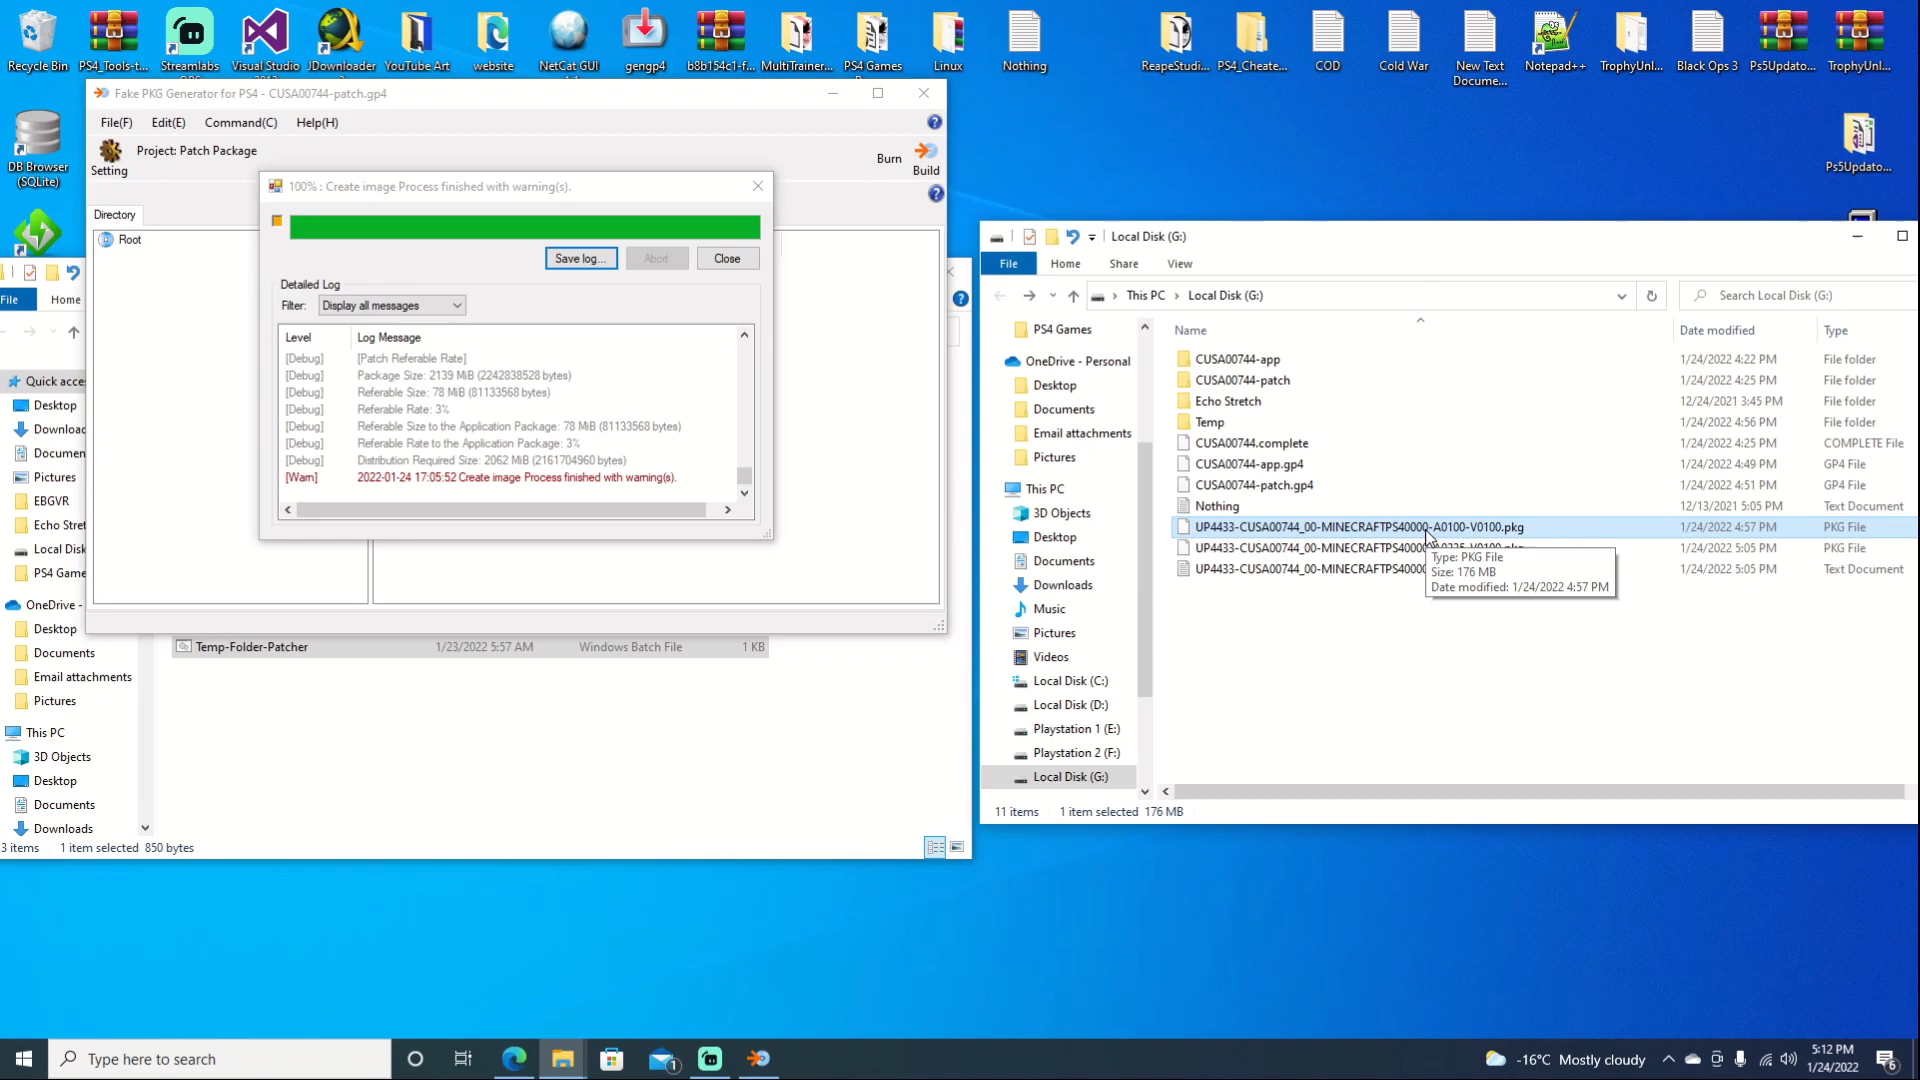 Recycle Bin
PS4_Tools-t...
Streamlabs
Visual Studio
JDownloader
YouTube Art
website
NetCat GUI
gengp4
b8b154c1-f...
MultiTrainer...
PS4 Games
Linux
Nothing
ReapeStudi...
PS4_Cheate...
COD
Cold War
New Text
Docume...
Notepad++
TrophyUnl...
Black Ops 3
Ps5Updato...
TrophyUnl...
DB Browser
(SQLite)
Ps5Updato...
Fake PKG Generator for PS4 - CUSA00744-patch.gp4
File(F)
Edit(E)
Command(C)
Help(H)
Setting
Project: Patch Package
Burn
Build
Directory
Root
100% : Create image Process finished with warning(s).
Save log...
Abort
Close
Detailed Log
Filter:
Display all messages
Level
Log Message
[Debug] [Patch Referable Rate]
[Debug] Package Size: 2139 MiB (2242838528 bytes)
[Debug] Referable Size: 78 MiB (81133568 bytes)
[Debug] Referable Rate: 3%
[Debug] Referable Size to the Application Package: 78 MiB (81133568 bytes)
[Debug] Referable Rate to the Application Package: 3%
[Debug] Distribution Required Size: 2062 MiB (2161704960 bytes)
[Warn] 2022-01-24 17:05:52 Create image Process finished with warning(s).
File
Home
Quick acce
Desktop
Downloac
Documen
Pictures
EBGVR
Echo Stret
Local Disk
PS4 Game
OneDrive -
Desktop
Documents
Email attachments
Pictures
This PC
3D Objects
Desktop
Documents
Downloads
Temp-Folder-Patcher
1/23/2022 5:57 AM
Windows Batch File
1 KB
3 items
1 item selected 850 bytes
Local Disk (G:)
File
Home
Share
View
This PC
Local Disk (G:)
Search Local Disk (G:)
PS4 Games
OneDrive - Personal
Desktop
Documents
Email attachments
Pictures
This PC
3D Objects
Desktop
Documents
Downloads
Music
Pictures
Videos
Local Disk (C:)
Local Disk (D:)
Playstation 1 (E:)
Playstation 2 (F:)
Local Disk (G:)
Name
Date modified
Type
CUSA00744-app 1/24/2022 4:22 PM File folder
CUSA00744-patch 1/24/2022 4:25 PM File folder
Echo Stretch 12/24/2021 3:45 PM File folder
Temp 1/24/2022 4:56 PM File folder
CUSA00744.complete 1/24/2022 4:25 PM COMPLETE File
CUSA00744-app.gp4 1/24/2022 4:49 PM GP4 File
CUSA00744-patch.gp4 1/24/2022 4:51 PM GP4 File
Nothing 12/13/2021 5:05 PM Text Document
UP4433-CUSA00744_00-MINECRAFTPS40000-A0100-V0100.pkg 1/24/2022 4:57 PM PKG File
UP4433-CUSA00744_00-MINECRAFTPS40000 1/24/2022 5:05 PM PKG File
UP4433-CUSA00744_00-MINECRAFTPS40000 1/24/2022 5:05 PM Text Document
Type: PKG File
Size: 176 MB
Date modified: 1/24/2022 4:57 PM
11 items
1 item selected 176 MB
Type here to search
1
-16°C Mostly cloudy
5:12 PM
1/24/2022
6